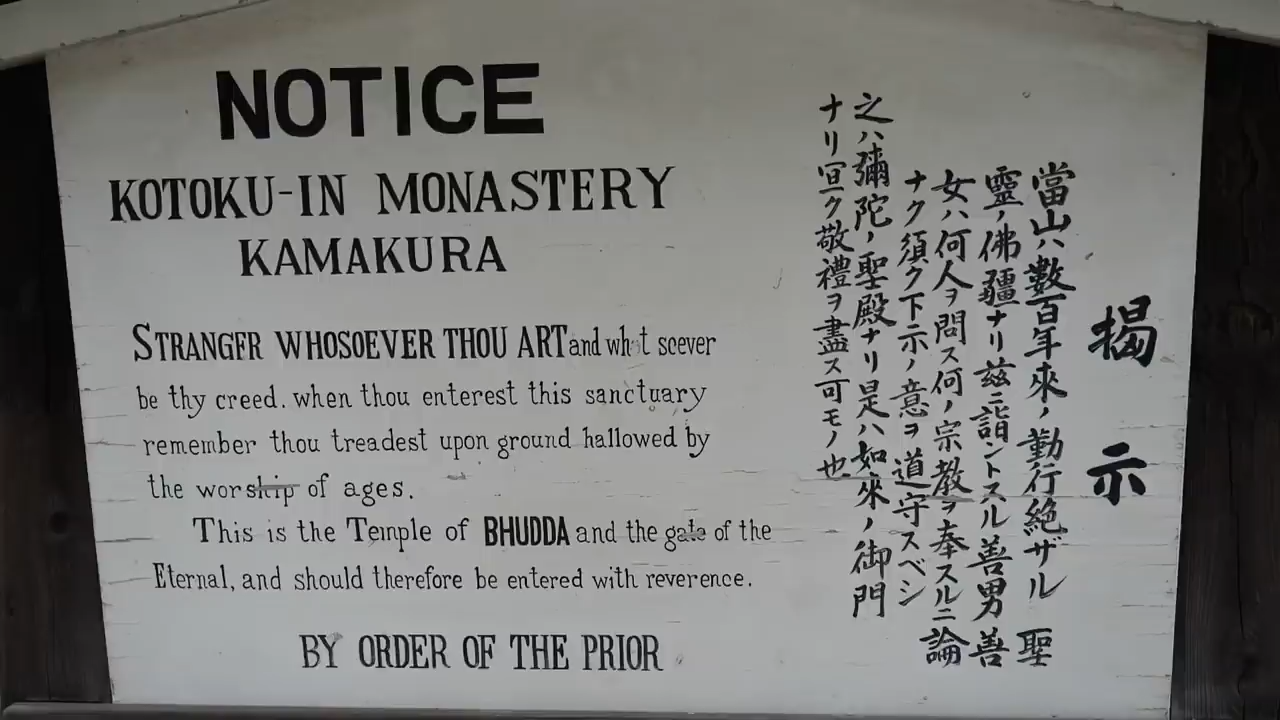 NOTICE
KOTOKU-IN MONASTERY
KAMAKURA
STRANGER WHOSOEVER THOU ART and what soever
be thy creed. when thou enterest this sanctuary
remember thou treadest upon ground hallowed by
the worship of ages.
This is the Temple of BHUDDA and the gate of the
Eternal, and should therefore be entered with reverence.
BY ORDER OF THE PRIOR
揭示
當山ハ數百年來ノ勤行絶ザル聖
靈ノ佛疆ナリ茲ニ詣ントスル善男善
女ハ何人ヲ問ス何ノ宗教ヲ奉スルニ論
ナク須ク下示ノ意ヲ遵守スベシ
之ハ彌陀ノ聖殿ナリ是ハ如來ノ御門
ナリ宜ク敬禮ヲ盡ス可モノ也